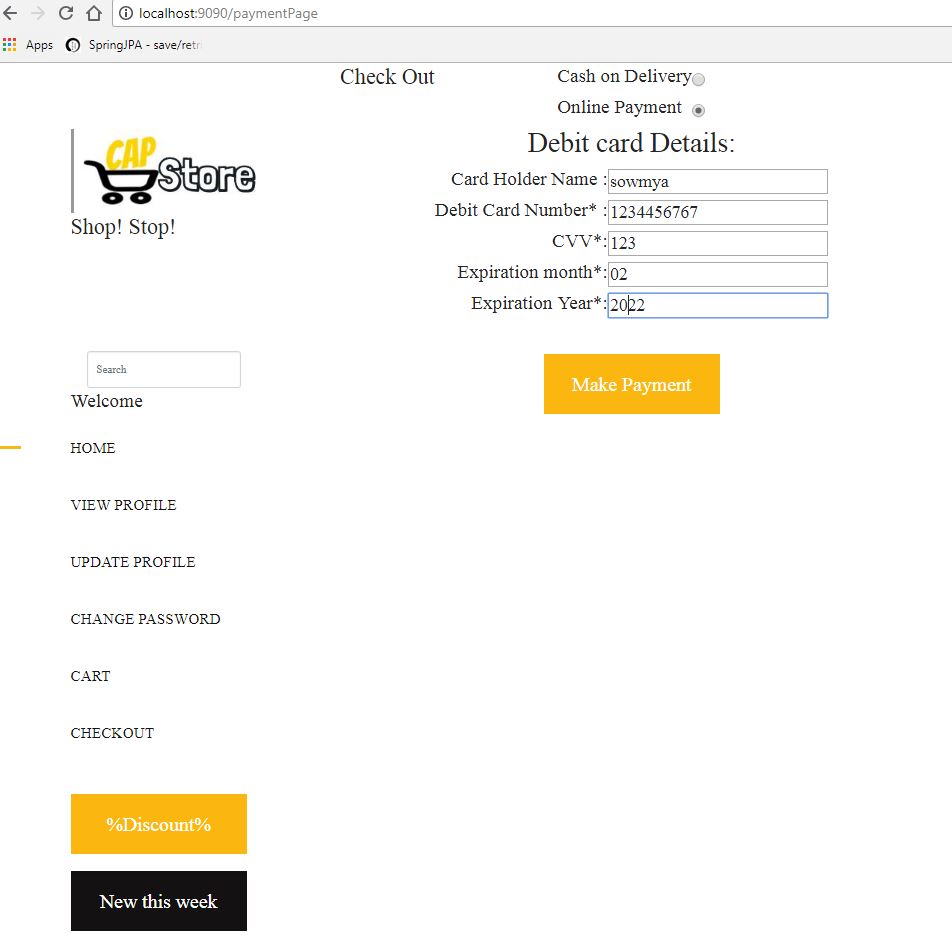 localhost:9090/paymentPage
Apps SpringJPA - save/retri
Check Out
Cash on Delivery
Online Payment
CAP
Store
Shop! Stop!
Debit card Details:
Card Holder Name : sowmya
Debit Card Number* : 1234456767
CVV*: 123
Expiration month*: 02
Expiration Year*: 2022
Make Payment
Search
Welcome
HOME
VIEW PROFILE
UPDATE PROFILE
CHANGE PASSWORD
CART
CHECKOUT
%Discount%
New this week